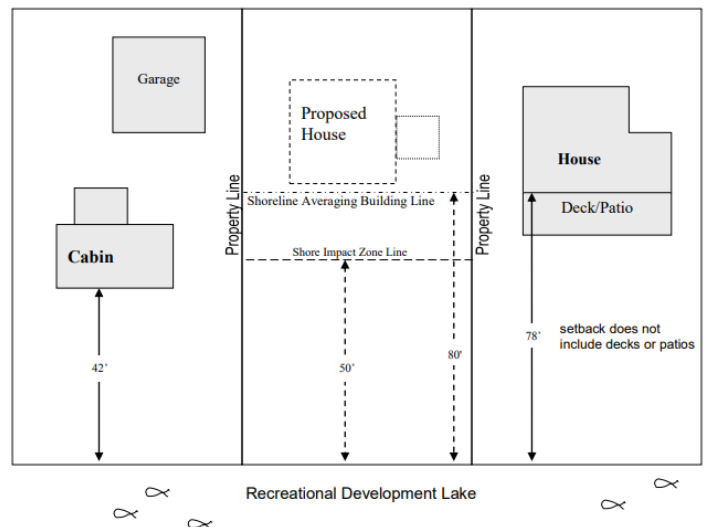 Garage
Cabin
42’
Property Line
Proposed
House
Shoreline Averaging Building Line
Shore Impact Zone Line
50’
80'
Property Line
House
Deck/Patio
78’
setback does not
include decks or patios
Recreational Development Lake